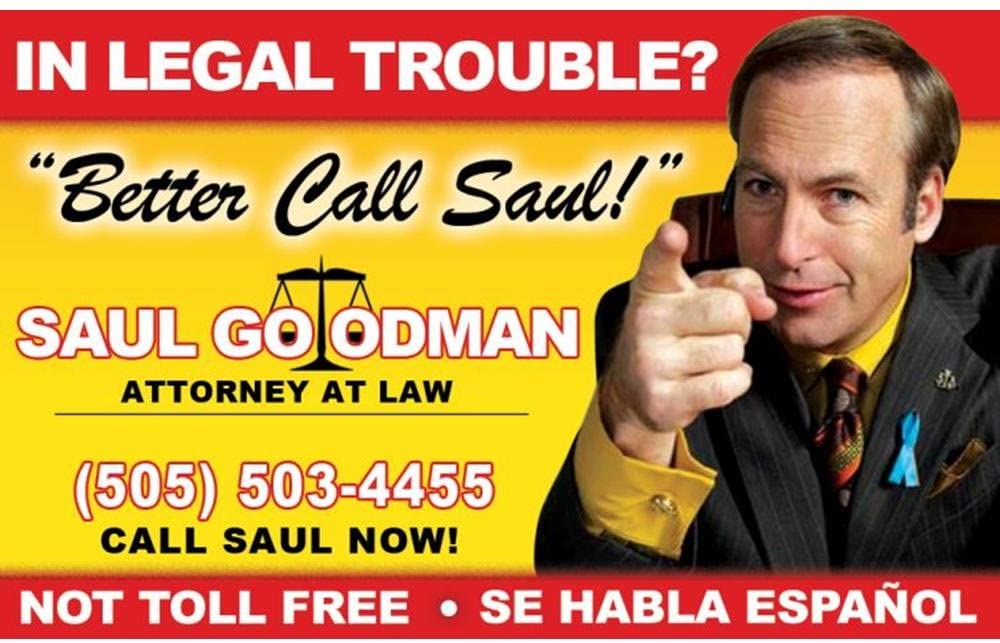 IN LEGAL TROUBLE?
"Better Call Saul!"
SAUL GOODMAN
ATTORNEY AT LAW
(505) 503-4455
CALL SAUL NOW!
NOT TOLL FREE • SE HABLA ESPAÑOL